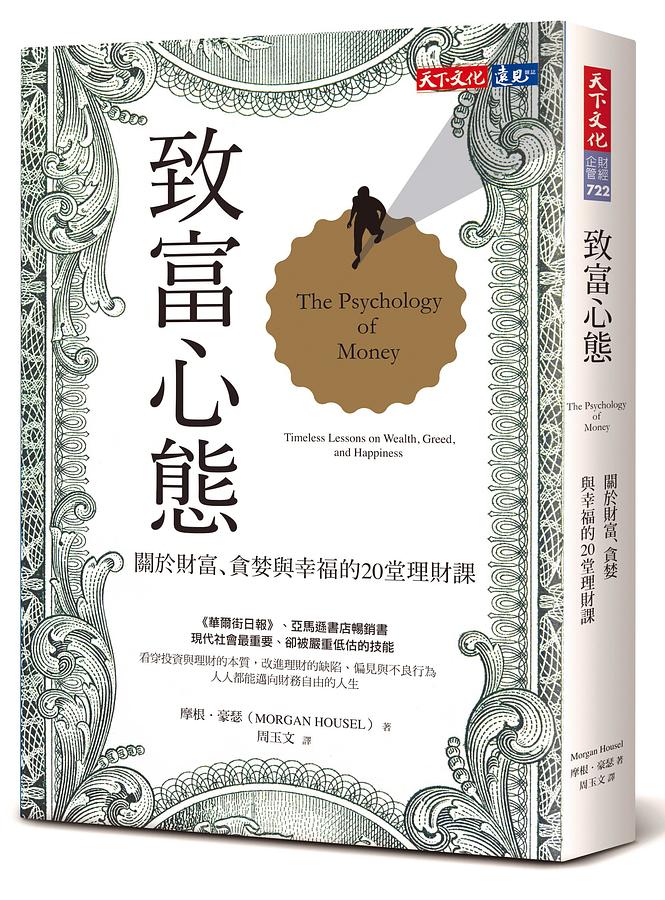 天下文化 遠見雜誌
致富心態
The Psychology
of
Money
Timeless Lessons on Wealth, Greed,
and Happiness
關於財富、貪婪與幸福的20堂理財課
《華爾街日報》、亞馬遜書店暢銷書
現代社會最重要、卻被嚴重低估的技能
看穿投資與理財的本質，改進理財的缺陷、偏見與不良行為
人人都能邁向財務自由的人生
摩根．豪瑟（MORGAN HOUSEL） 著
周玉文 譯
天下文化
財經
企管
722
致富心態
The Psychology
of
Money
關於財富、貪婪
與幸福的20堂理財課
Morgan Housel
摩根．豪瑟 著
周玉文 譯